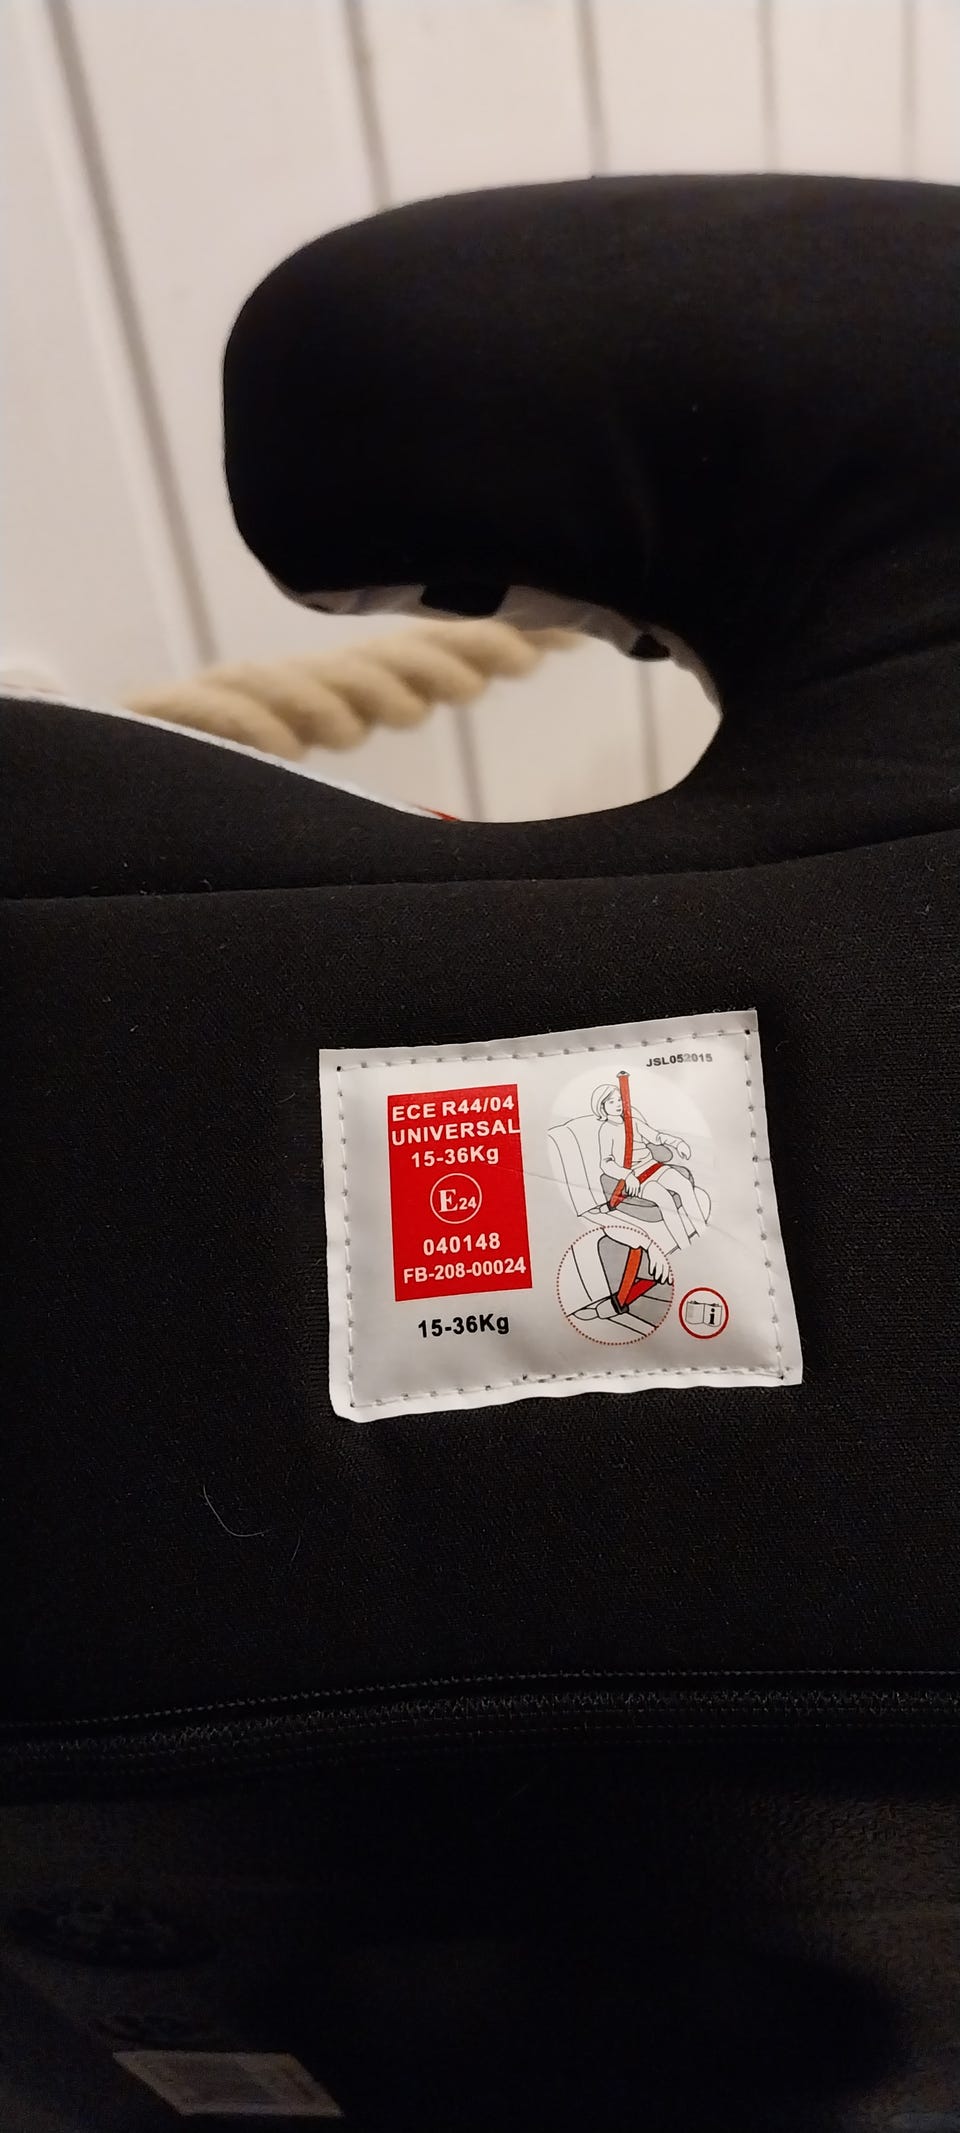 JSL052015
ECE R44/04
UNIVERSAL
15-36Kg
E24
040148
FB-208-00024
15-36Kg
i